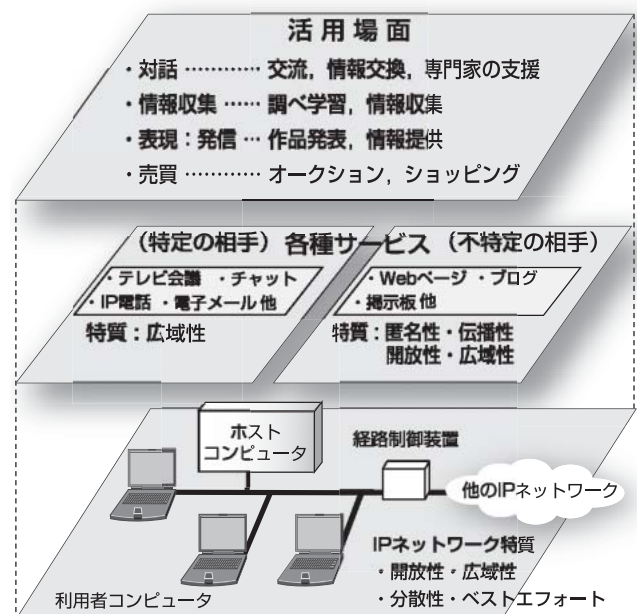 活用場面
・対話 ………… 交流，情報交換，専門家の支援
・情報収集 …… 調べ学習，情報収集
・表現：発信 … 作品発表，情報提供
・売買 ………… オークション，ショッピング
（特定の相手）各種サービス（不特定の相手）
・テレビ会議 ・チャット
・IP電話 ・電子メール 他
特質：広域性
・Webページ ・ブログ
・掲示板 他
特質：匿名性・伝播性
開放性・広域性
ホスト
コンピュータ
経路制御装置
他のIPネットワーク
IPネットワーク特質
・開放性・広域性
・分散性・ベストエフォート
利用者コンピュータ